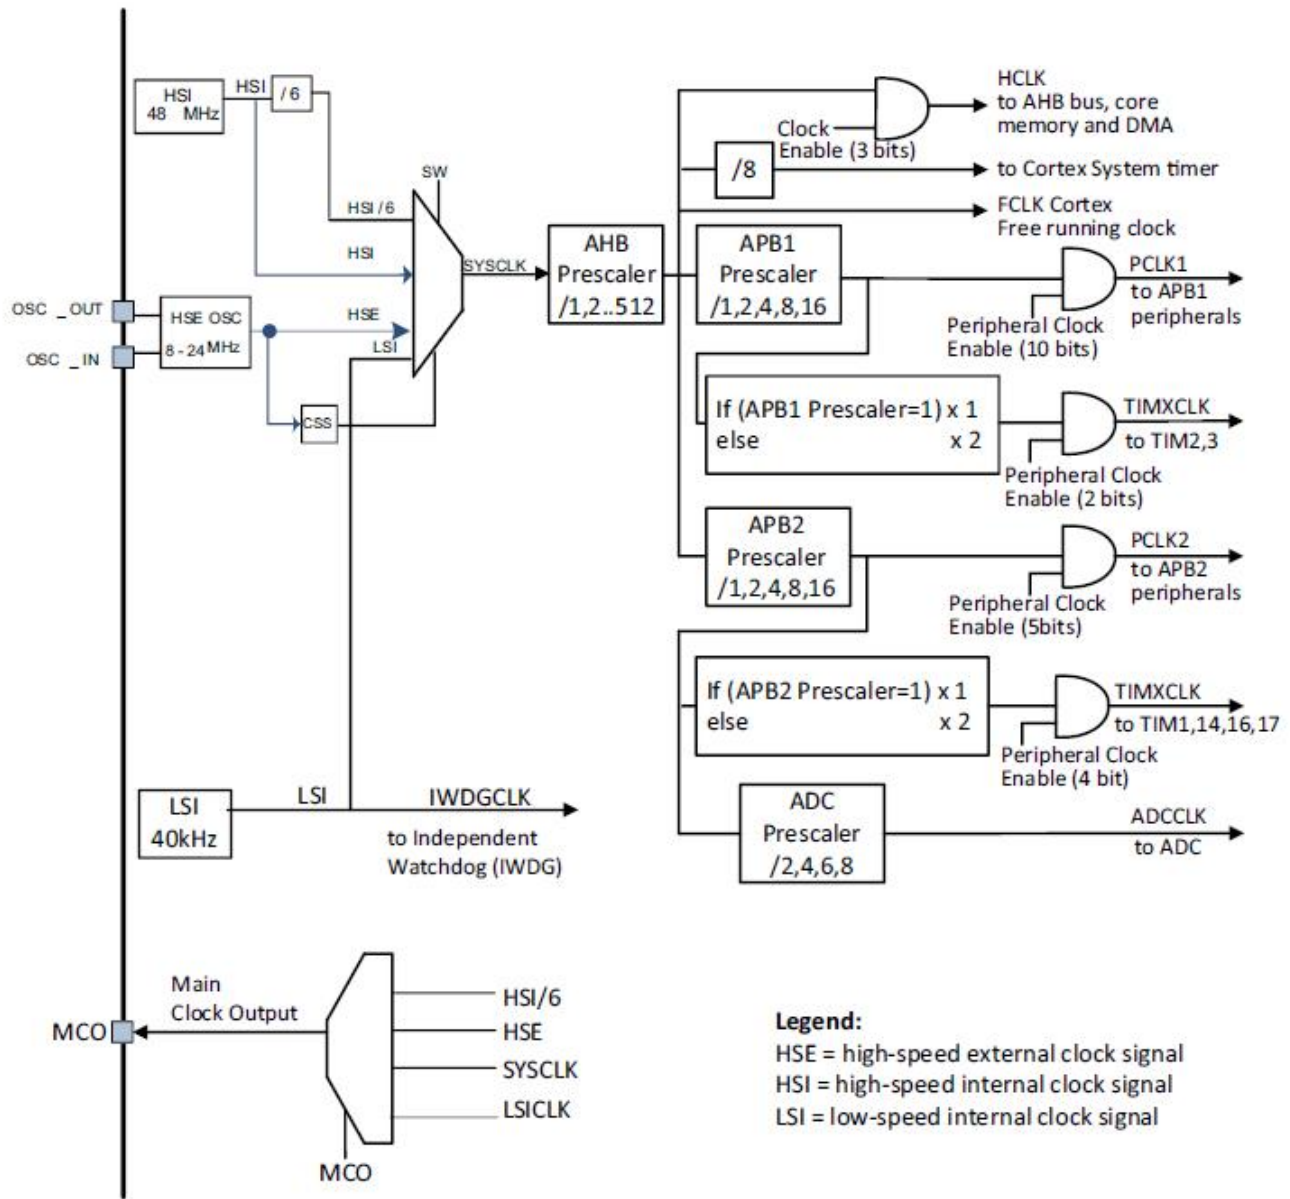 HSI
48 MHz
HSI
/ 6
HSI/6
HSI
HSE
LSI
SW
SYSCLK
OSC _OUT
OSC _IN
HSE OSC
8-24 MHz
CSS
AHB
Prescaler
/1,2..512
Clock
Enable (3 bits)
HCLK
to AHB bus, core
memory and DMA
/8
to Cortex System timer
FCLK Cortex
Free running clock
APB1
Prescaler
/1,2,4,8,16
Peripheral Clock
Enable (10 bits)
PCLK1
to APB1
peripherals
If (APB1 Prescaler=1) x 1
else x 2
Peripheral Clock
Enable (2 bits)
TIMXCLK
to TIM2,3
APB2
Prescaler
/1,2,4,8,16
Peripheral Clock
Enable (5bits)
PCLK2
to APB2
peripherals
If (APB2 Prescaler=1) x 1
else x 2
Peripheral Clock
Enable (4 bit)
TIMXCLK
to TIM1,14,16,17
ADC
Prescaler
/2,4,6,8
ADCCLK
to ADC
LSI
40kHz
LSI
IWDGCLK
to Independent
Watchdog (IWDG)
MCO
Main
Clock Output
HSI/6
HSE
SYSCLK
LSICLK
MCO
Legend:
HSE = high-speed external clock signal
HSI = high-speed internal clock signal
LSI = low-speed internal clock signal